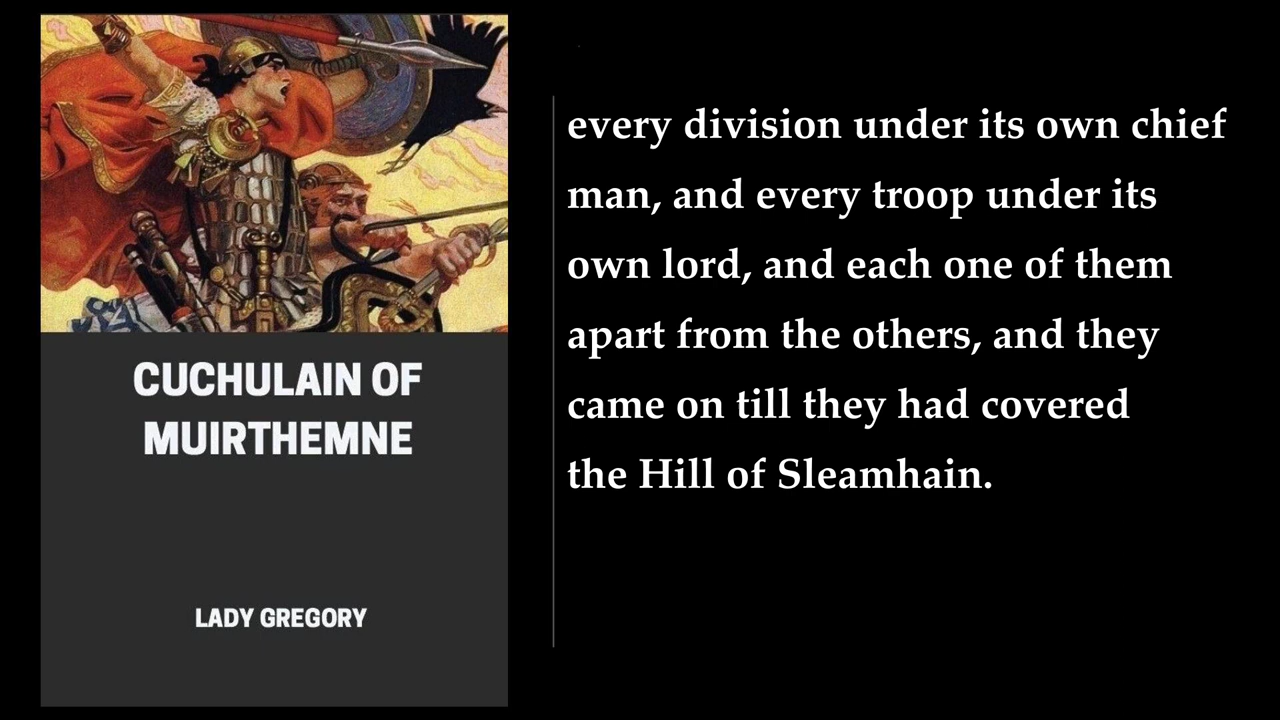 CUCHULAIN OF
MUIRTHEMNE
LADY GREGORY
every division under its own chief
man, and every troop under its
own lord, and each one of them
apart from the others, and they
came on till they had covered
the Hill of Sleamhain.